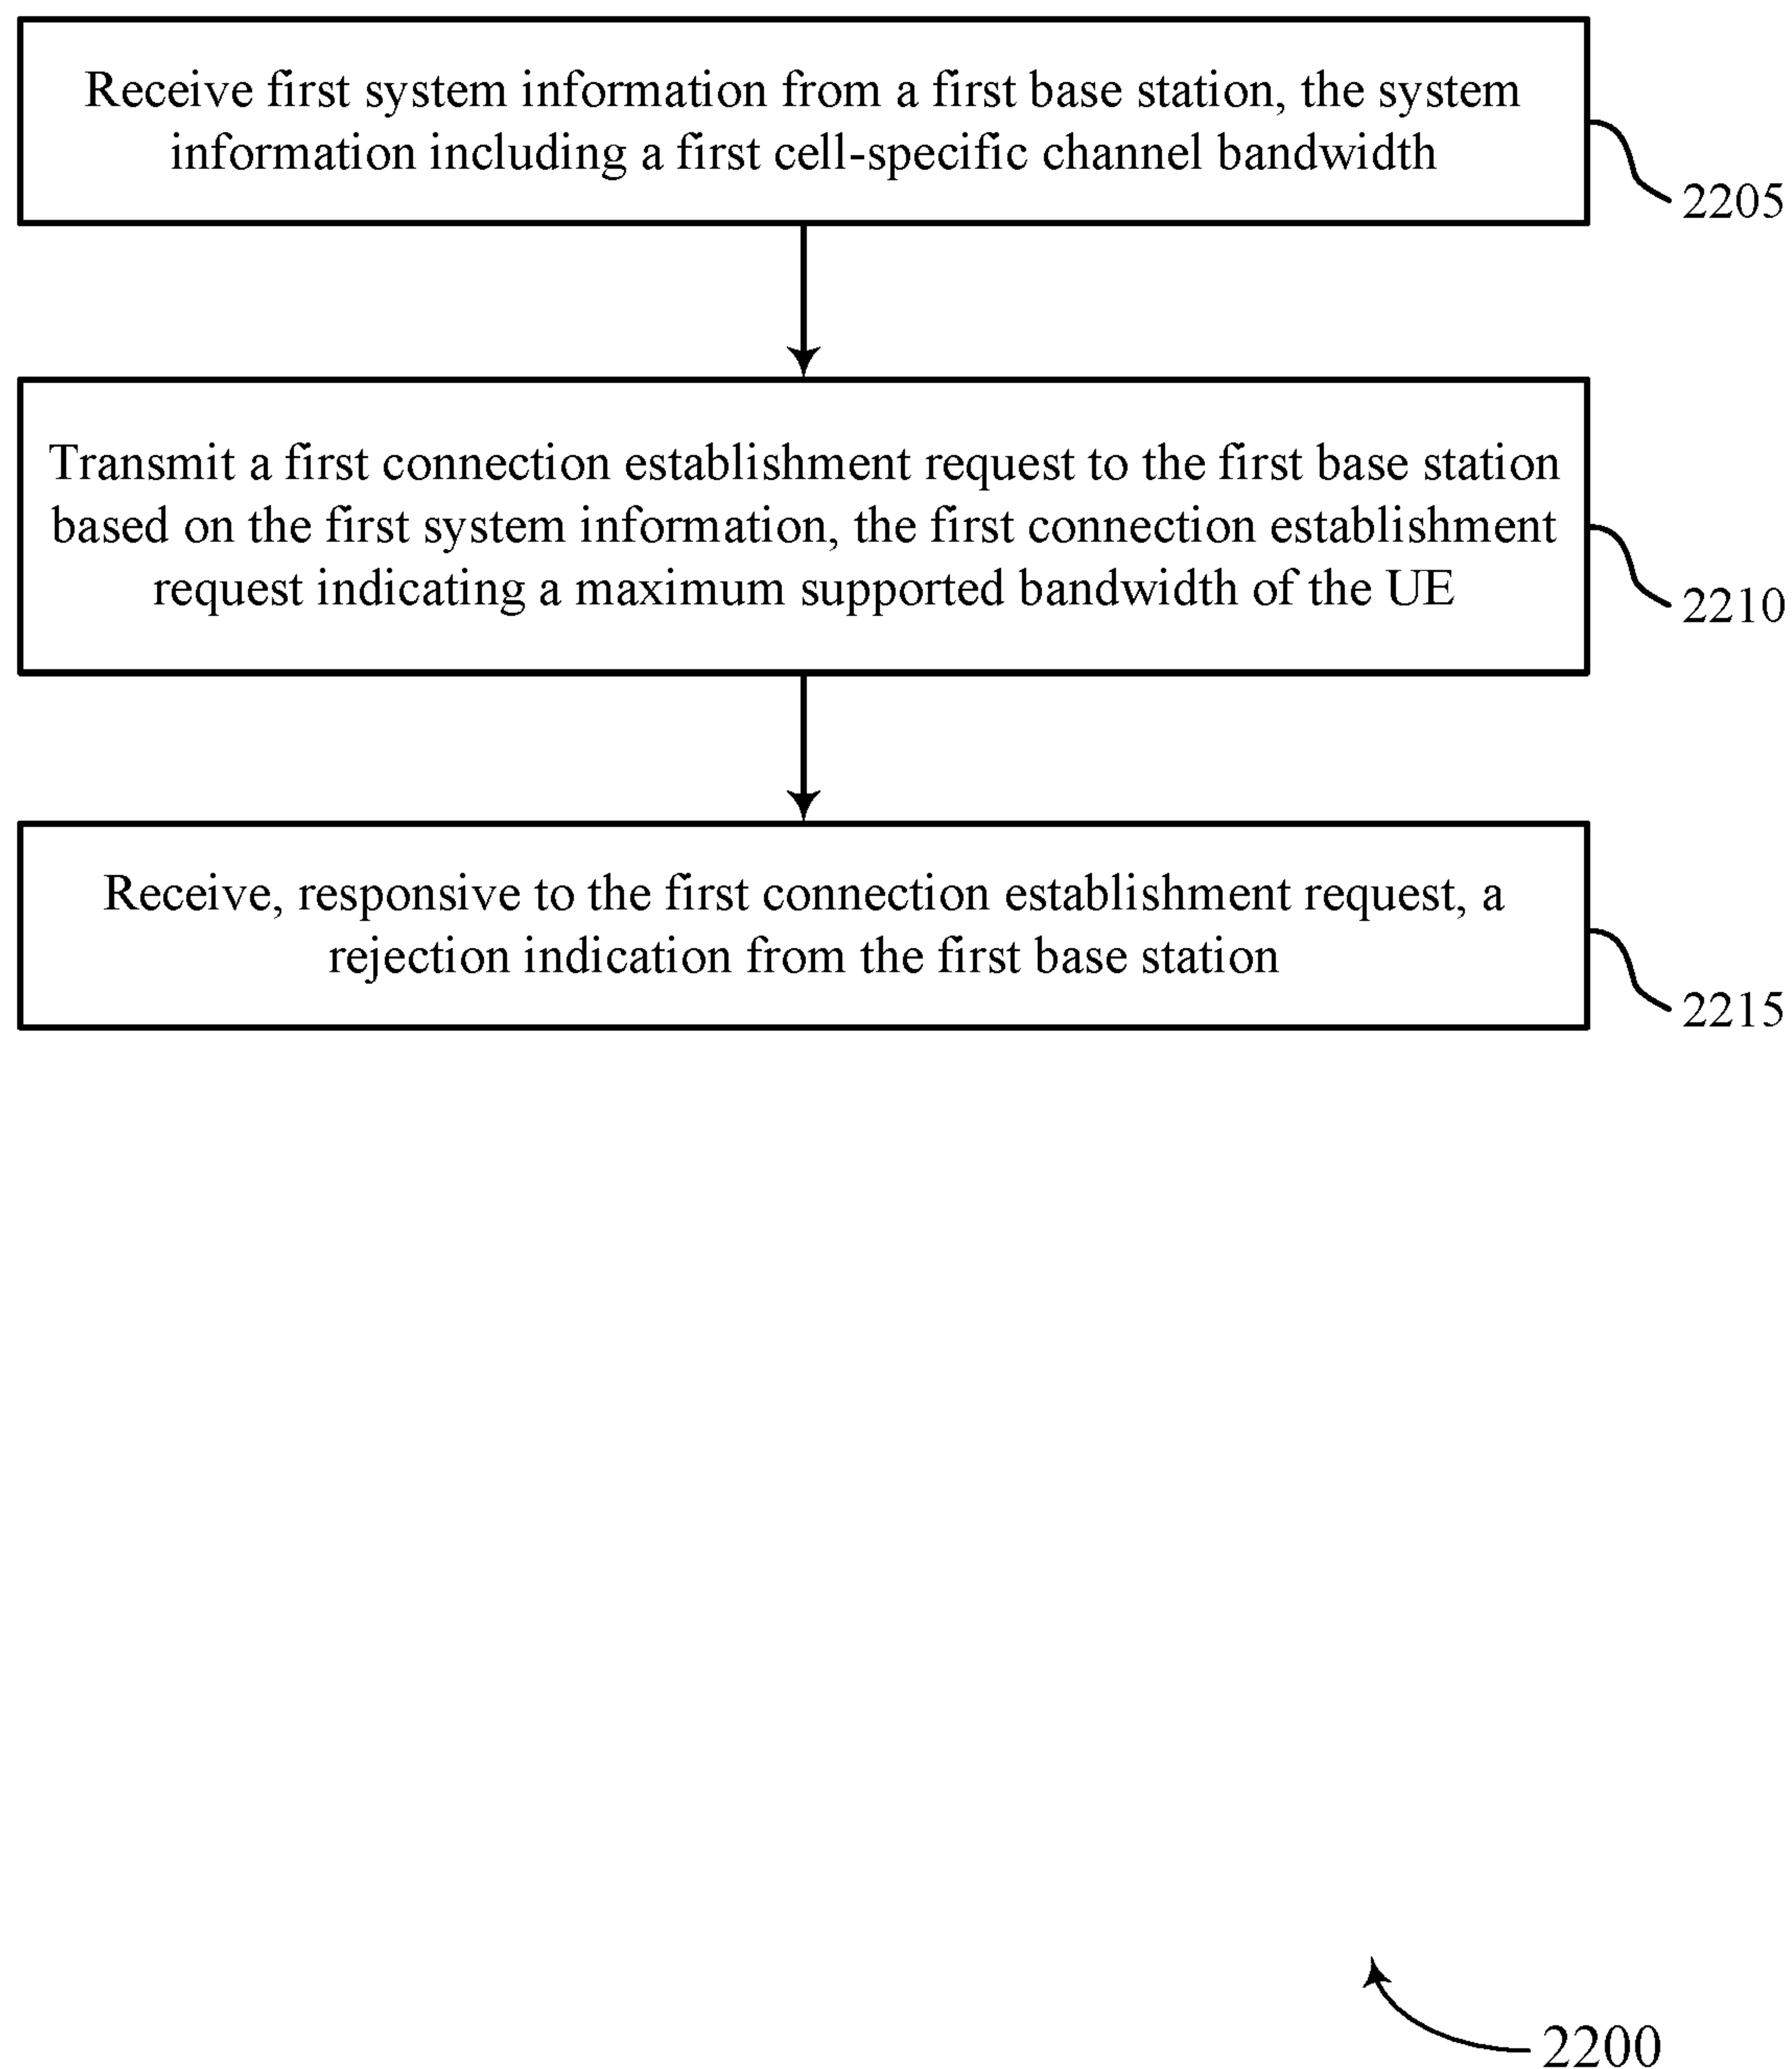 Receive first system information from a first base station, the system
information including a first cell-specific channel bandwidth
2205
Transmit a first connection establishment request to the first base station
based on the first system information, the first connection establishment
request indicating a maximum supported bandwidth of the UE
2210
Receive, responsive to the first connection establishment request, a
rejection indication from the first base station
2215
2200